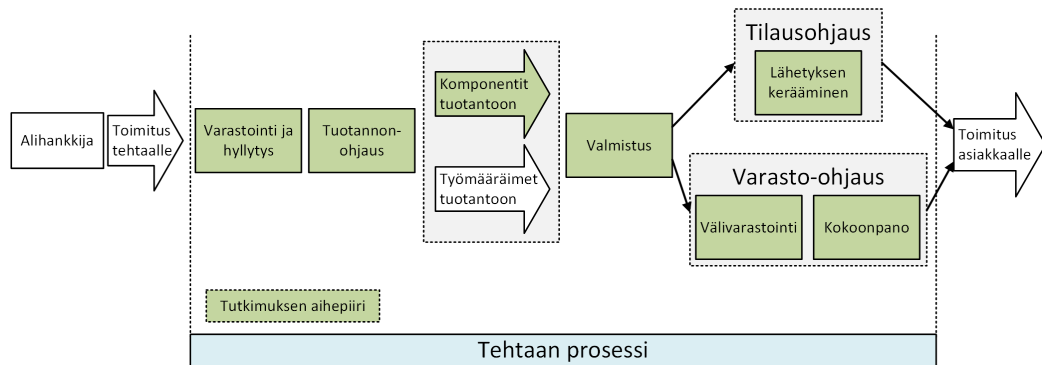 Alihankkija
Toimitus
tehtaalle
Varastointi ja
hyllytys
Tuotannon-
ohjaus
Komponentit
tuotantoon
Työmääräimet
tuotantoon
Valmistus
Tilausohjaus
Lähetyksen
kerääminen
Varasto-ohjaus
Välivarastointi
Kokoonpano
Toimitus
asiakkaalle
Tutkimuksen aihepiiri
Tehtaan prosessi